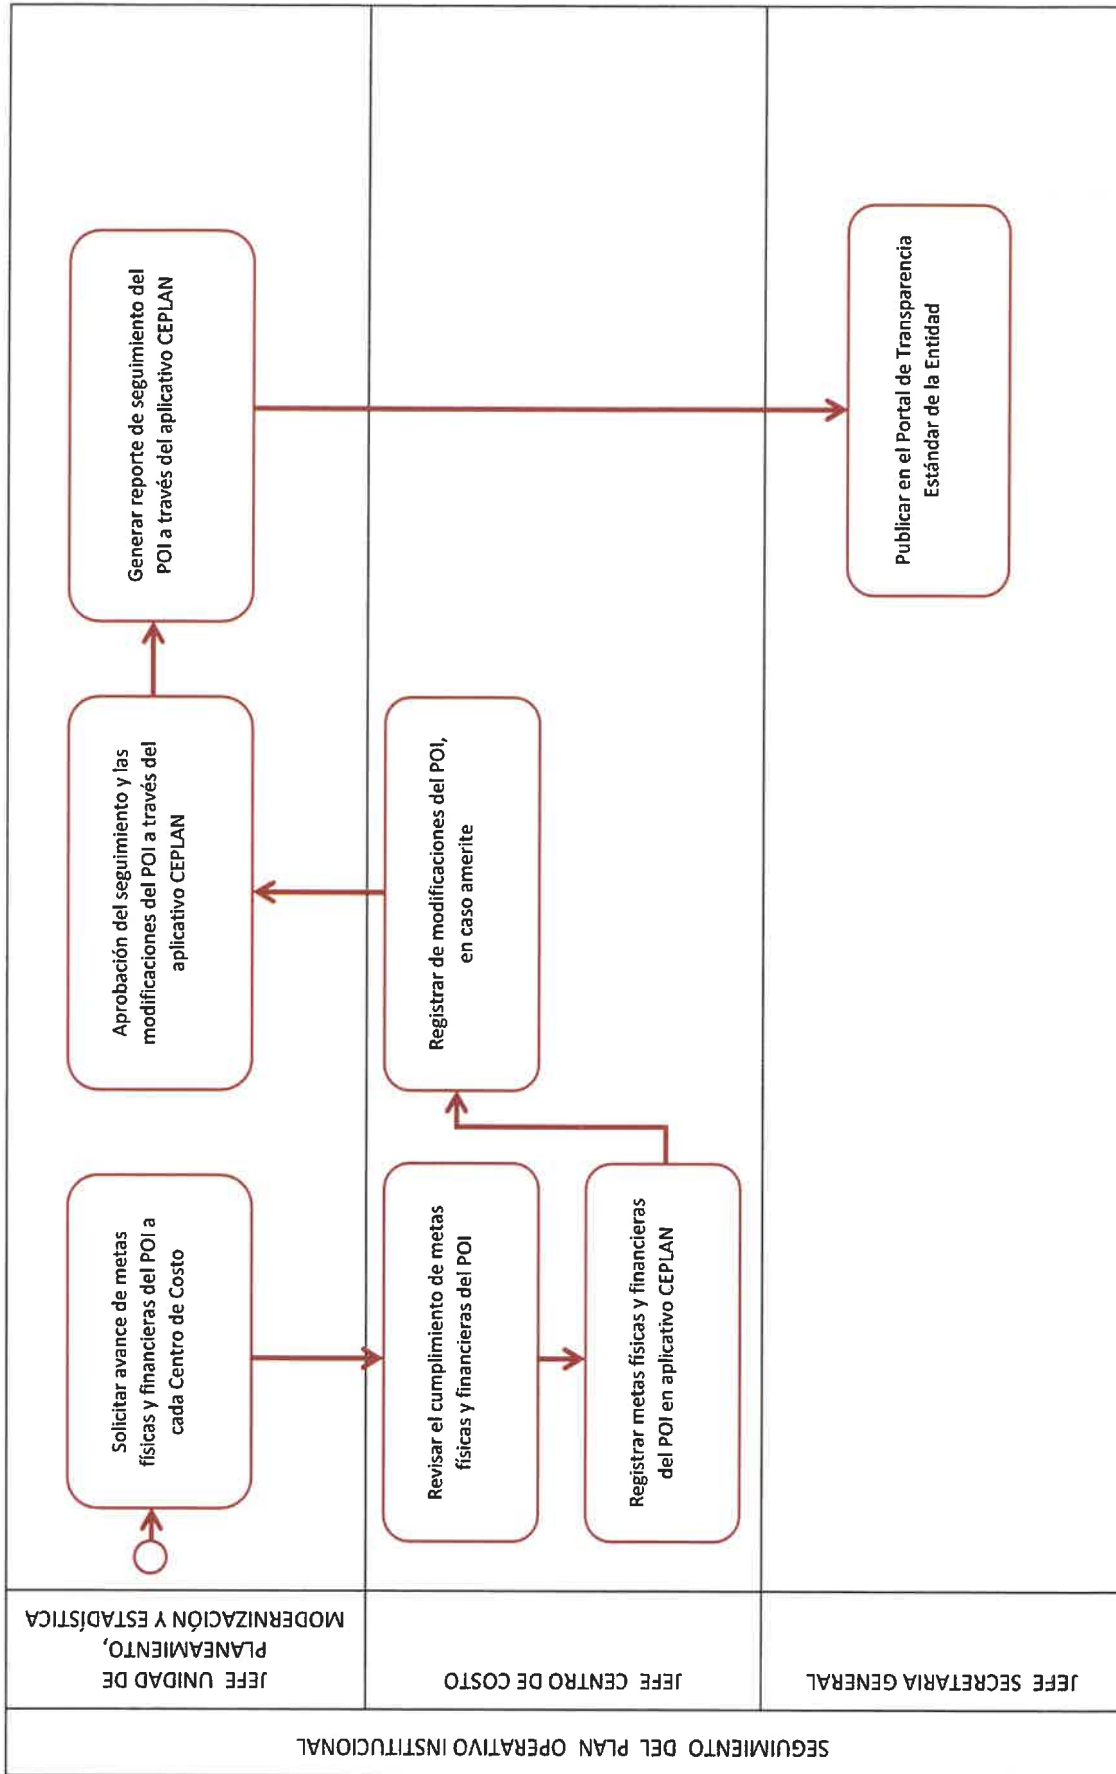 SEGUIMIENTO DEL PLAN OPERATIVO INSTITUCIONAL
JEFE UNIDAD DE
PLANEAMIENTO,
MODERNIZACIÓN Y ESTADÍSTICA
Solicitar avance de metas
físicas y financieras del POI a
cada Centro de Costo
Aprobación del seguimiento y las
modificaciones del POI a través del
aplicativo CEPLAN
Generar reporte de seguimiento del
POI a través del aplicativo CEPLAN
JEFE CENTRO DE COSTO
Revisar el cumplimiento de metas
físicas y financieras del POI
Registrar metas físicas y financieras
del POI en aplicativo CEPLAN
Registrar de modificaciones del POI,
en caso amerite
JEFE SECRETARIA GENERAL
Publicar en el Portal de Transparencia
Estándar de la Entidad